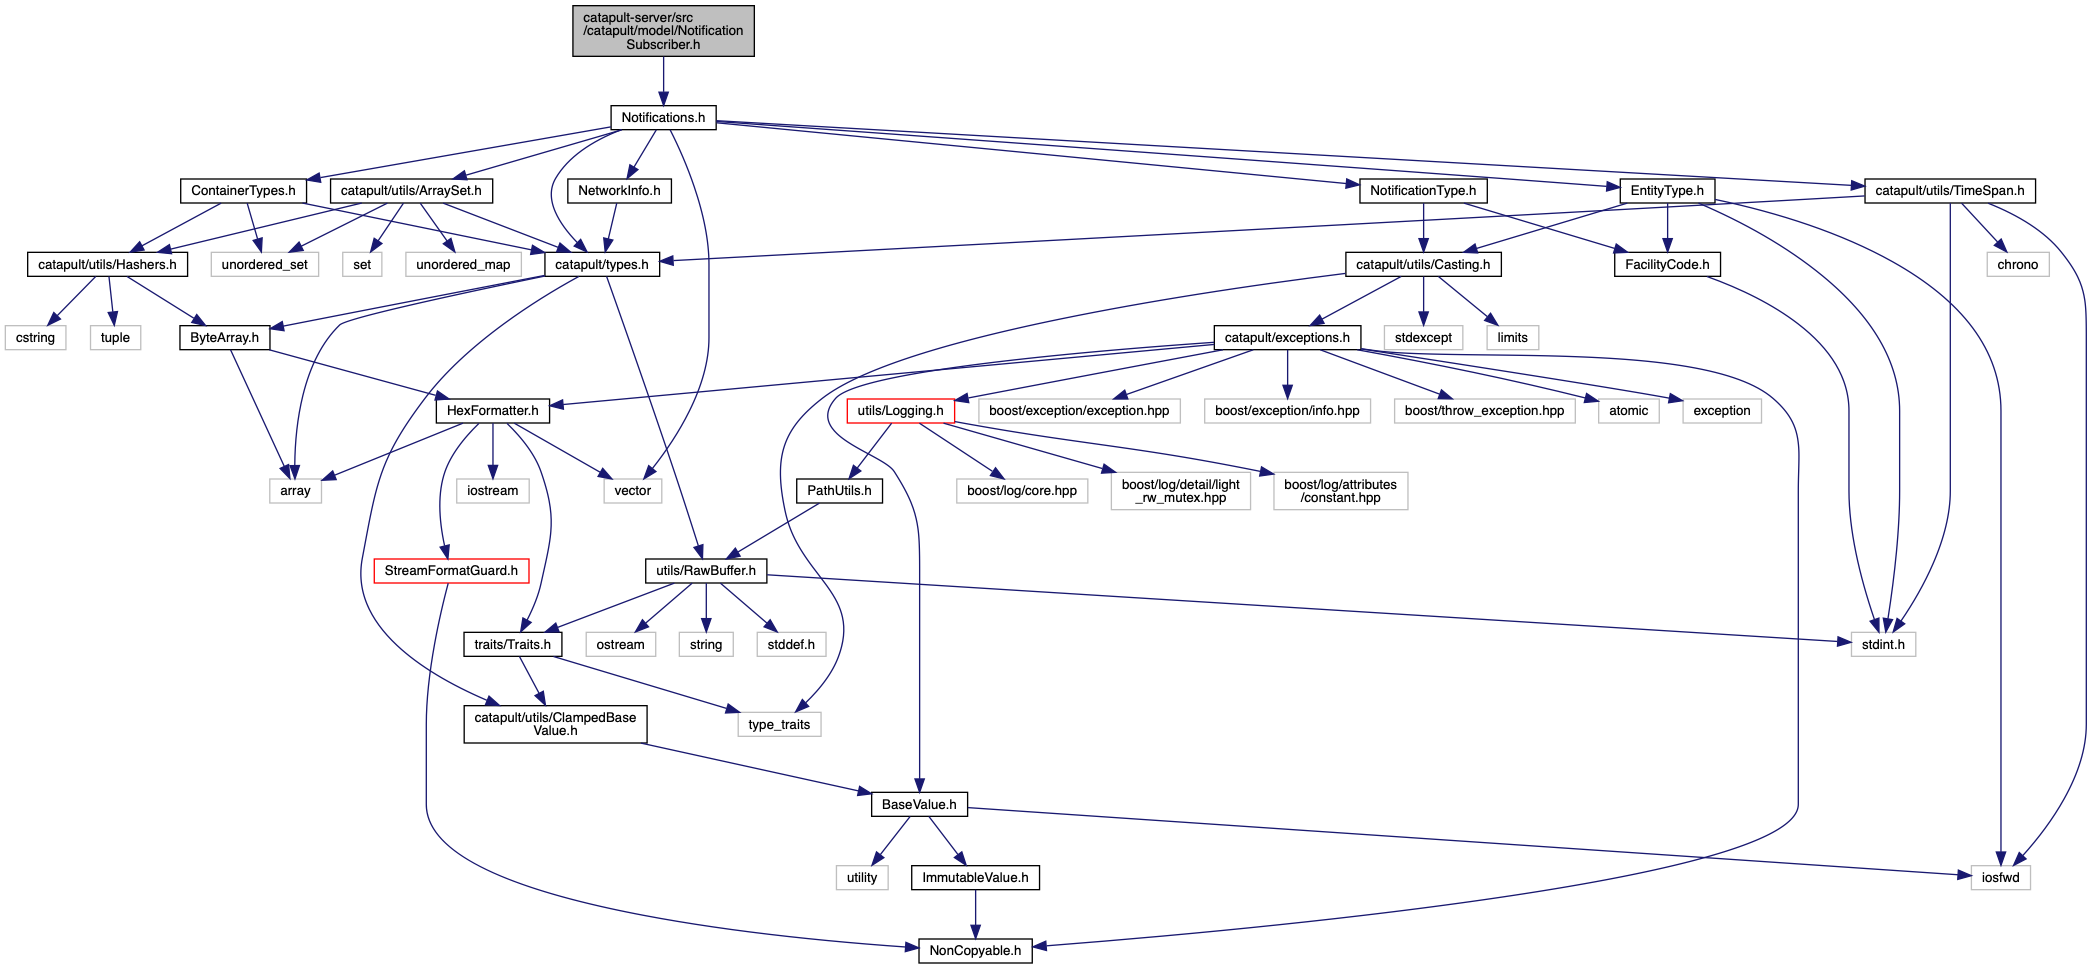 catapult-server/src
/catapult/model/Notification
Subscriber.h
Notifications.h
ContainerTypes.h
catapult/utils/ArraySet.h
NetworkInfo.h
NotificationType.h
EntityType.h
catapult/utils/TimeSpan.h
catapult/utils/Hashers.h
unordered_set
set
unordered_map
catapult/types.h
catapult/utils/Casting.h
FacilityCode.h
chrono
cstring
tuple
ByteArray.h
catapult/exceptions.h
stdexcept
limits
HexFormatter.h
utils/Logging.h
boost/exception/exception.hpp
boost/exception/info.hpp
boost/throw_exception.hpp
atomic
exception
array
iostream
vector
PathUtils.h
boost/log/core.hpp
boost/log/detail/light
_rw_mutex.hpp
boost/log/attributes
/constant.hpp
StreamFormatGuard.h
utils/RawBuffer.h
traits/Traits.h
ostream
string
stddef.h
stdint.h
catapult/utils/ClampedBase
Value.h
type_traits
BaseValue.h
utility
ImmutableValue.h
iosfwd
NonCopyable.h